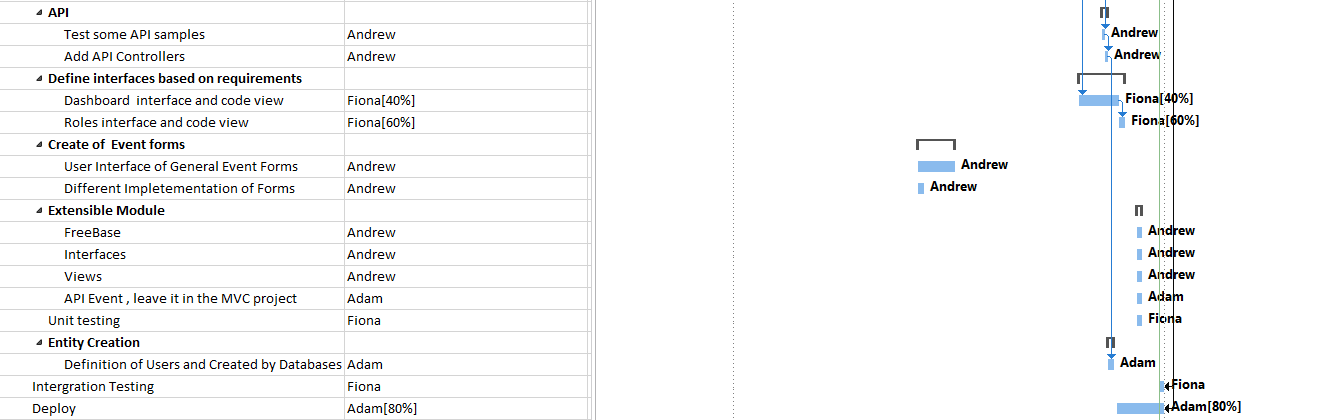 API
Test some API samples Andrew Andrew
Add API Controllers Andrew Andrew
Define interfaces based on requirements
Dashboard interface and code view Fiona[40%] Fiona[40%]
Roles interface and code view Fiona[60%] Fiona[60%]
Create of Event forms
User Interface of General Event Forms Andrew Andrew
Different Impletementation of Forms Andrew Andrew
Extensible Module
FreeBase Andrew Andrew
Interfaces Andrew Andrew
Views Andrew Andrew
API Event , leave it in the MVC project Adam Adam
Unit testing Fiona Fiona
Entity Creation
Definition of Users and Created by Databases Adam Adam
Intergration Testing Fiona Fiona
Deploy Adam[80%] Adam[80%]